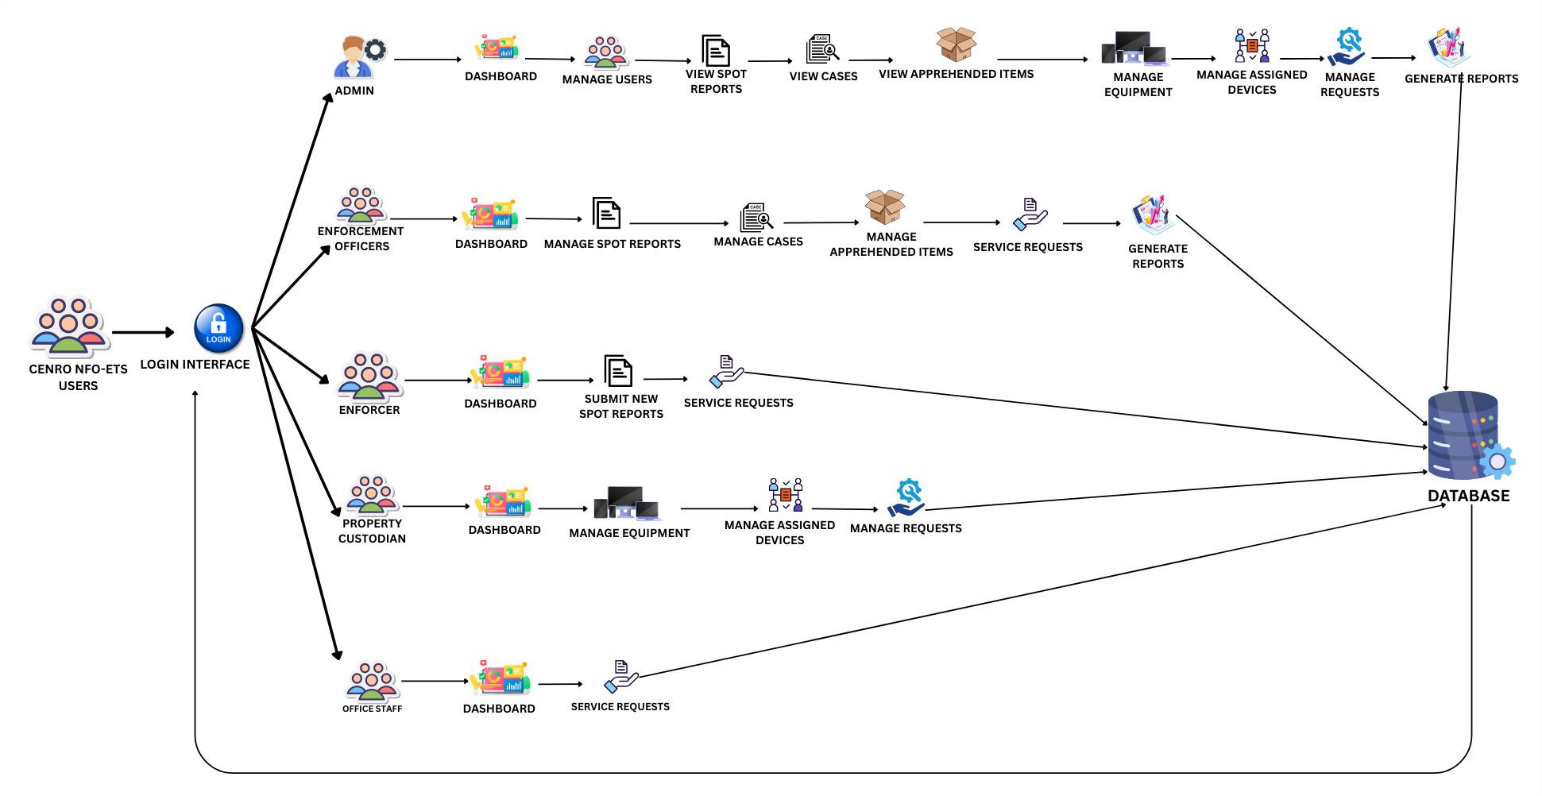 ADMIN
DASHBOARD
MANAGE USERS
VIEW SPOT
REPORTS
CASE
VIEW CASES
VIEW APPREHENDED ITEMS
MANAGE
EQUIPMENT
MANAGE ASSIGNED
DEVICES
MANAGE
REQUESTS
GENERATE REPORTS
ENFORCEMENT
OFFICERS
DASHBOARD
MANAGE SPOT REPORTS
CASE
MANAGE CASES
MANAGE
APPREHENDED ITEMS
SERVICE REQUESTS
GENERATE
REPORTS
CENRO NFO-ETS
USERS
LOGIN
LOGIN INTERFACE
ENFORCER
DASHBOARD
SUBMIT NEW
SPOT REPORTS
SERVICE REQUESTS
DATABASE
PROPERTY
CUSTODIAN
DASHBOARD
MANAGE EQUIPMENT
MANAGE ASSIGNED
DEVICES
MANAGE REQUESTS
OFFICE STAFF
DASHBOARD
SERVICE REQUESTS